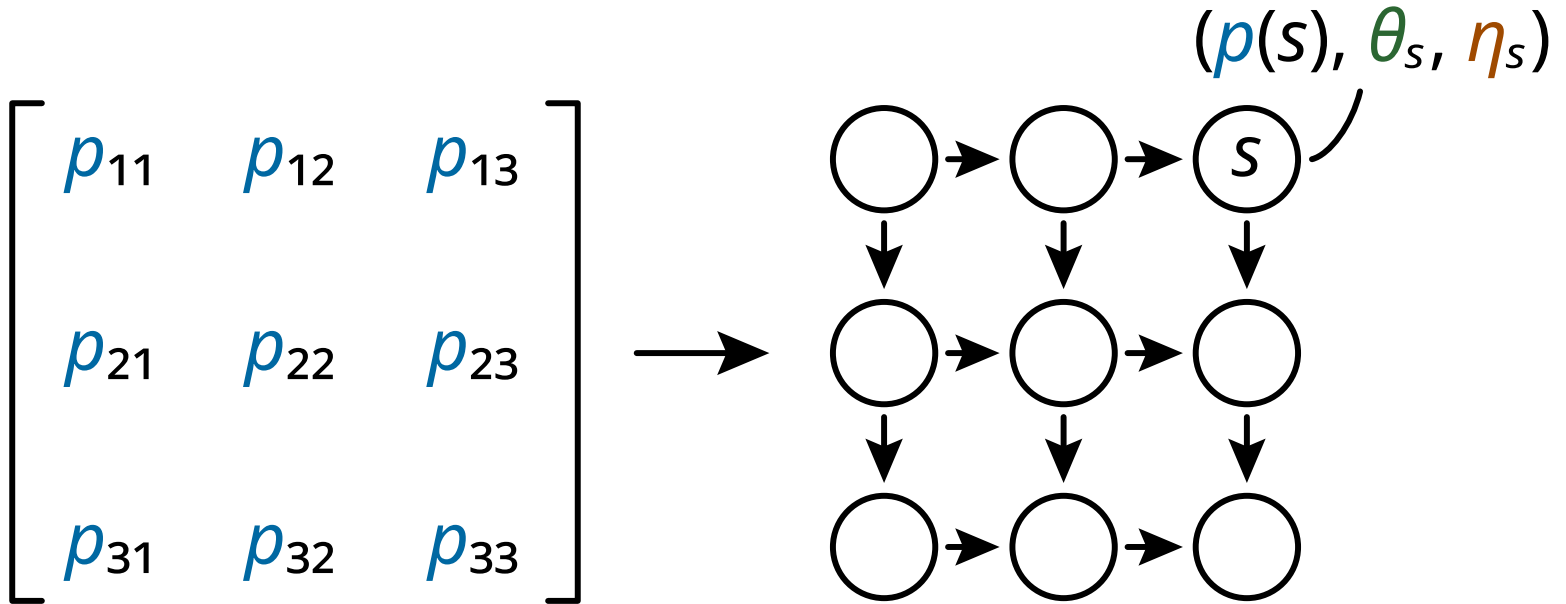 (p(s), θₛ, ηₛ)
p₁₁ p₁₂ p₁₃
s
p₂₁ p₂₂ p₂₃
p₃₁ p₃₂ p₃₃